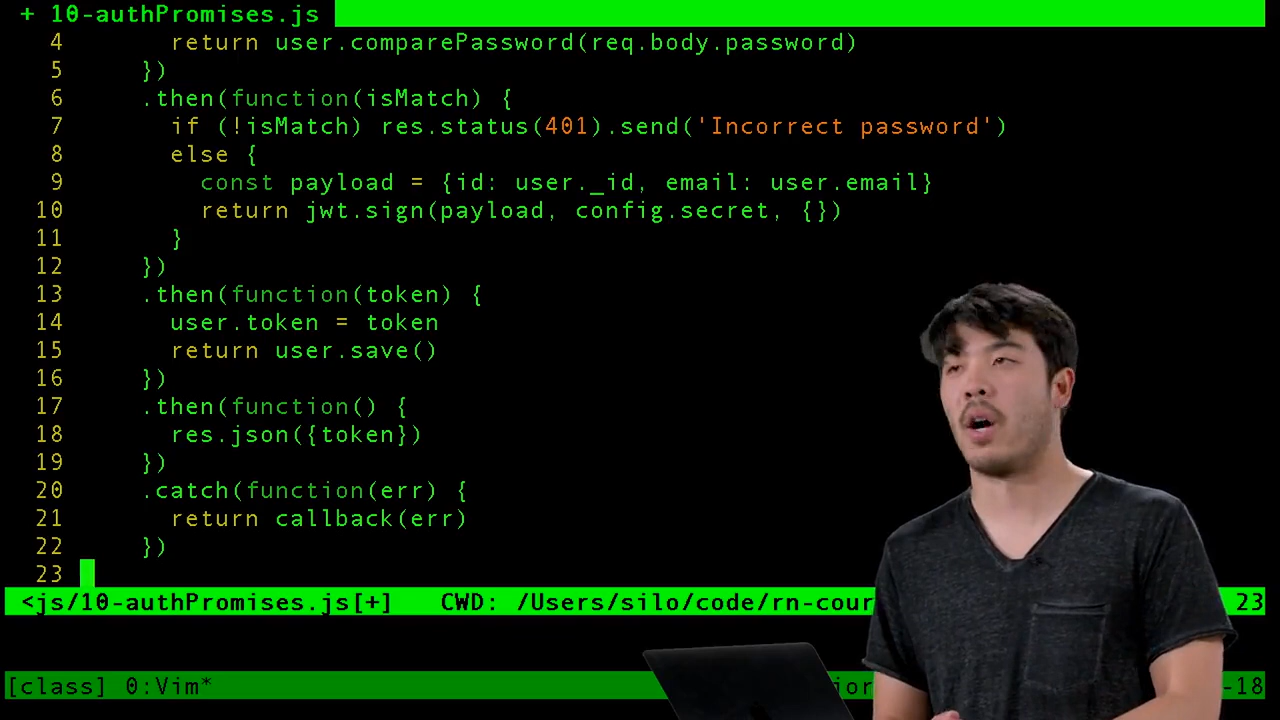 + 10-authPromises.js
4 return user.comparePassword(req.body.password)
5 })
6 .then(function(isMatch) {
7 if (!isMatch) res.status(401).send('Incorrect password')
8 else {
9 const payload = {id: user._id, email: user.email}
10 return jwt.sign(payload, config.secret, {})
11 }
12 })
13 .then(function(token) {
14 user.token = token
15 return user.save()
16 })
17 .then(function() {
18 res.json({token})
19 })
20 .catch(function(err) {
21 return callback(err)
22 })
23
<js/10-authPromises.js[+] CWD: /Users/silo/code/rn-cour 23
[class] 0:Vim* ior -18